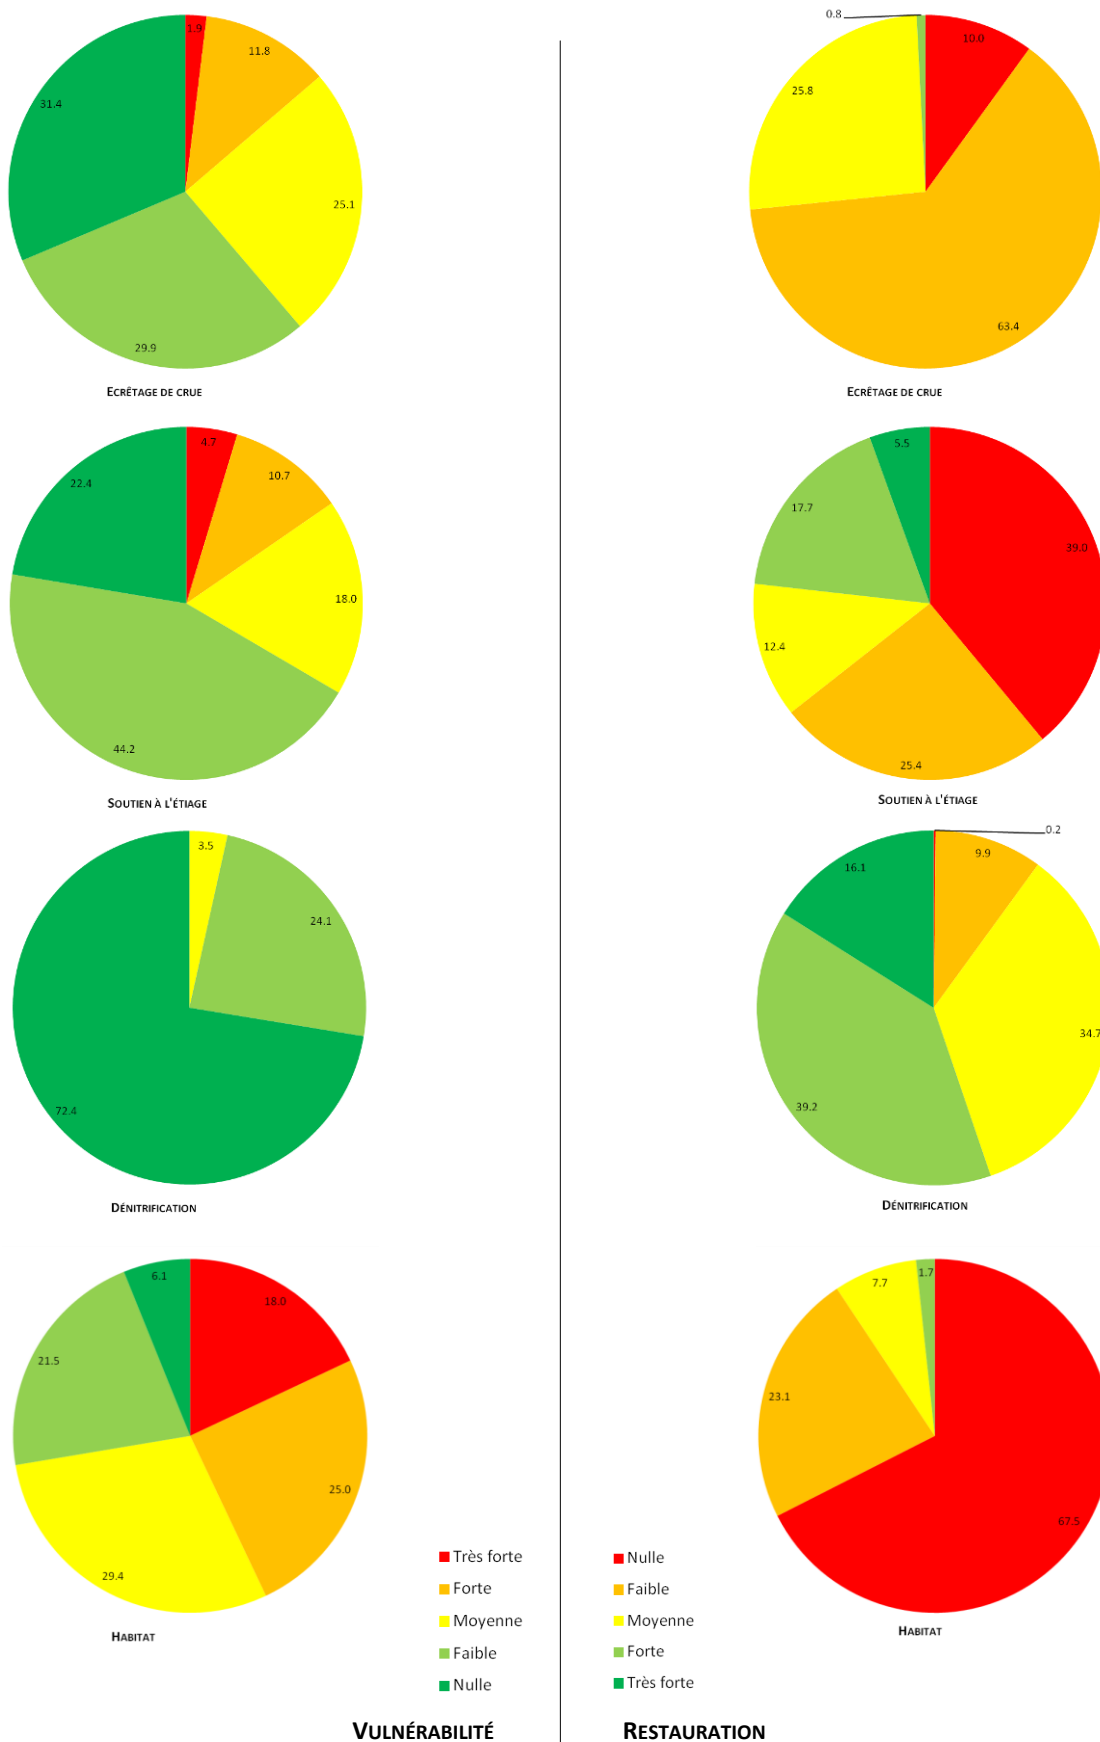 1.9
11.8
25.1
29.9
31.4
ECRÊTAGE DE CRUE
0.8
10.0
25.8
63.4
ECRÊTAGE DE CRUE
4.7
10.7
22.4
18.0
44.2
SOUTIEN À L'ÉTIAGE
5.5
17.7
39.0
12.4
25.4
SOUTIEN À L'ÉTIAGE
3.5
24.1
72.4
DÉNITRIFICATION
0.2
9.9
16.1
34.7
39.2
DÉNITRIFICATION
6.1
18.0
21.5
25.0
29.4
HABITAT
1.7
7.7
23.1
67.5
HABITAT
Très forte
Forte
Moyenne
Faible
Nulle
VULNÉRABILITÉ
Nulle
Faible
Moyenne
Forte
Très forte
RESTAURATION